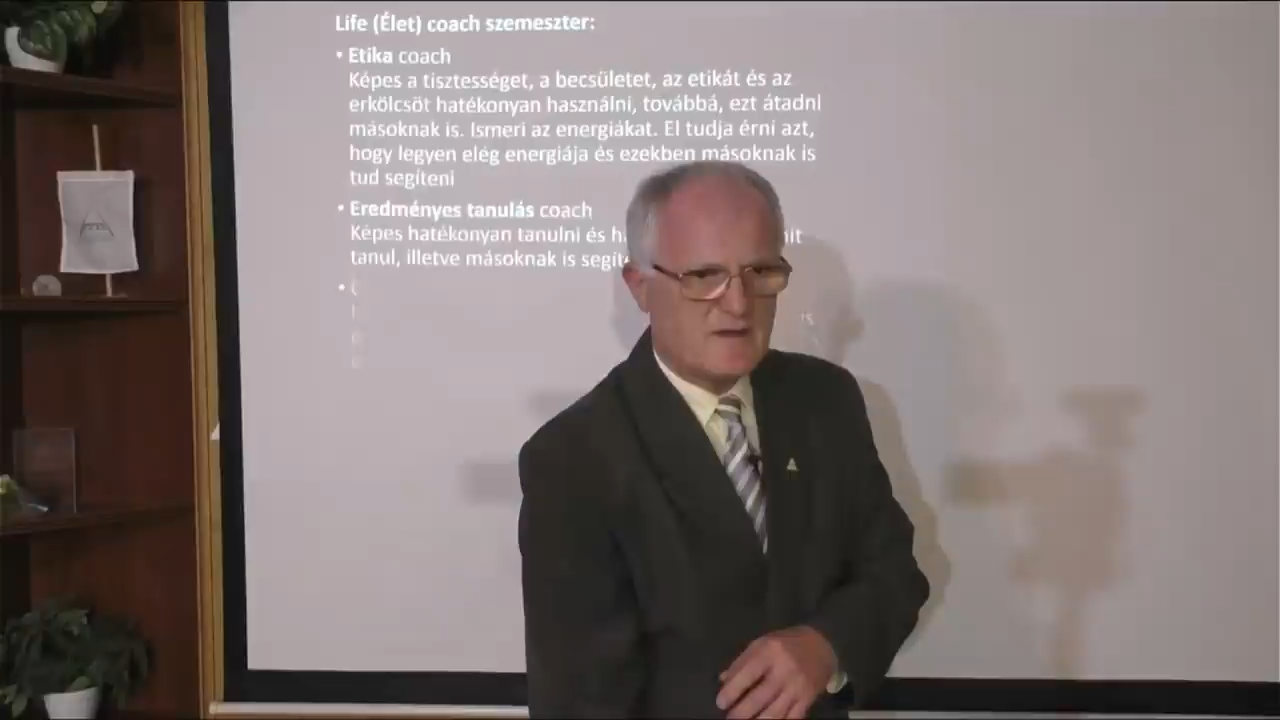 Life (Élet) coach szemeszter:
• Etika coach
Képes a tisztességet, a becsületet, az etikát és az
erkölcsöt hatékonyan használni, továbbá, ezt átadni
másoknak is. Ismeri az energiákat. El tudja érni azt,
hogy legyen elég energiája és ezekben másoknak is
tud segíteni
• Eredményes tanulás coach
Képes hatékonyan tanulni és
tanul, illetve másoknak is